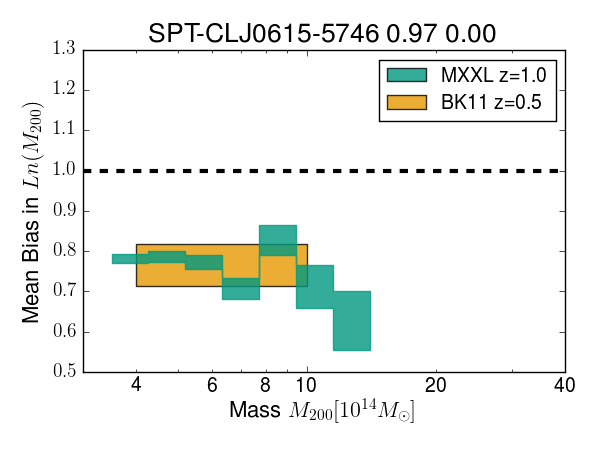 SPT-CLJ0615-5746 0.97 0.00
MXXL z=1.0
BK11 z=0.5
Mean Bias in Ln(M₂₀₀)
1.3
1.2
1.1
1.0
0.9
0.8
0.7
0.6
0.5
4 6 8 10 20 40
Mass M₂₀₀[10¹⁴M☉]